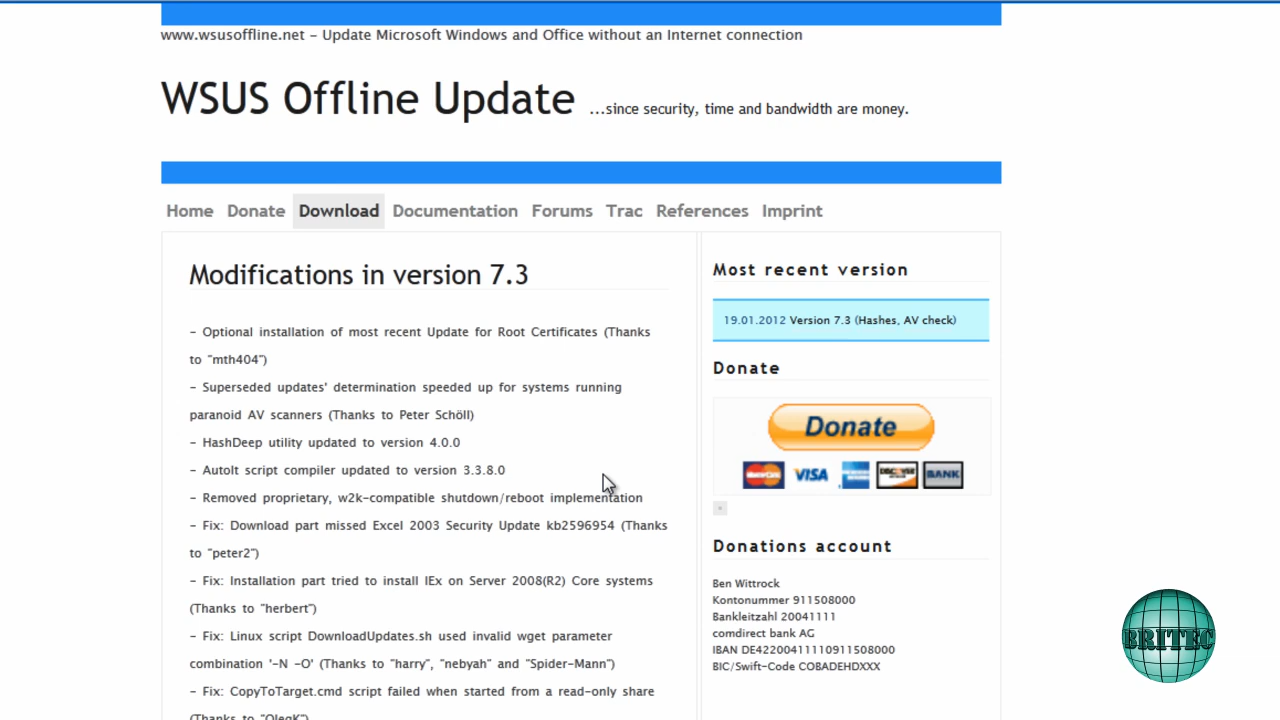 www.wsusoffline.net – Update Microsoft Windows and Office without an Internet connection
WSUS Offline Update ...since security, time and bandwidth are money.
Home Donate Download Documentation Forums Trac References Imprint
Modifications in version 7.3
– Optional installation of most recent Update for Root Certificates (Thanks
to "mth404")
– Superseded updates' determination speeded up for systems running
paranoid AV scanners (Thanks to Peter Schöll)
– HashDeep utility updated to version 4.0.0
– AutoIt script compiler updated to version 3.3.8.0
– Removed proprietary, w2k-compatible shutdown/reboot implementation
– Fix: Download part missed Excel 2003 Security Update kb2596954 (Thanks
to "peter2")
– Fix: Installation part tried to install IEx on Server 2008(R2) Core systems
(Thanks to "herbert")
– Fix: Linux script DownloadUpdates.sh used invalid wget parameter
combination '-N -O' (Thanks to "harry", "nebyah" and "Spider-Mann")
– Fix: CopyToTarget.cmd script failed when started from a read-only share
(Thanks to "OlegK")
Most recent version
19.01.2012 Version 7.3 (Hashes, AV check)
Donate
Donate
MasterCard VISA DISCOVER BANK
Donations account
Ben Wittrock
Kontonummer 911508000
Bankleitzahl 20041111
comdirect bank AG
IBAN DE42200411110911508000
BIC/Swift-Code COBADEHDXXX
BRITEC